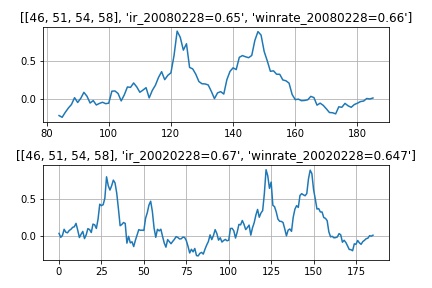 [[46, 51, 54, 58], 'ir_20080228=0.65', 'winrate_20080228=0.66']
0.5
0.0
80 100 120 140 160 180
[[46, 51, 54, 58], 'ir_20020228=0.67', 'winrate_20020228=0.647']
0.5
0.0
0 25 50 75 100 125 150 175